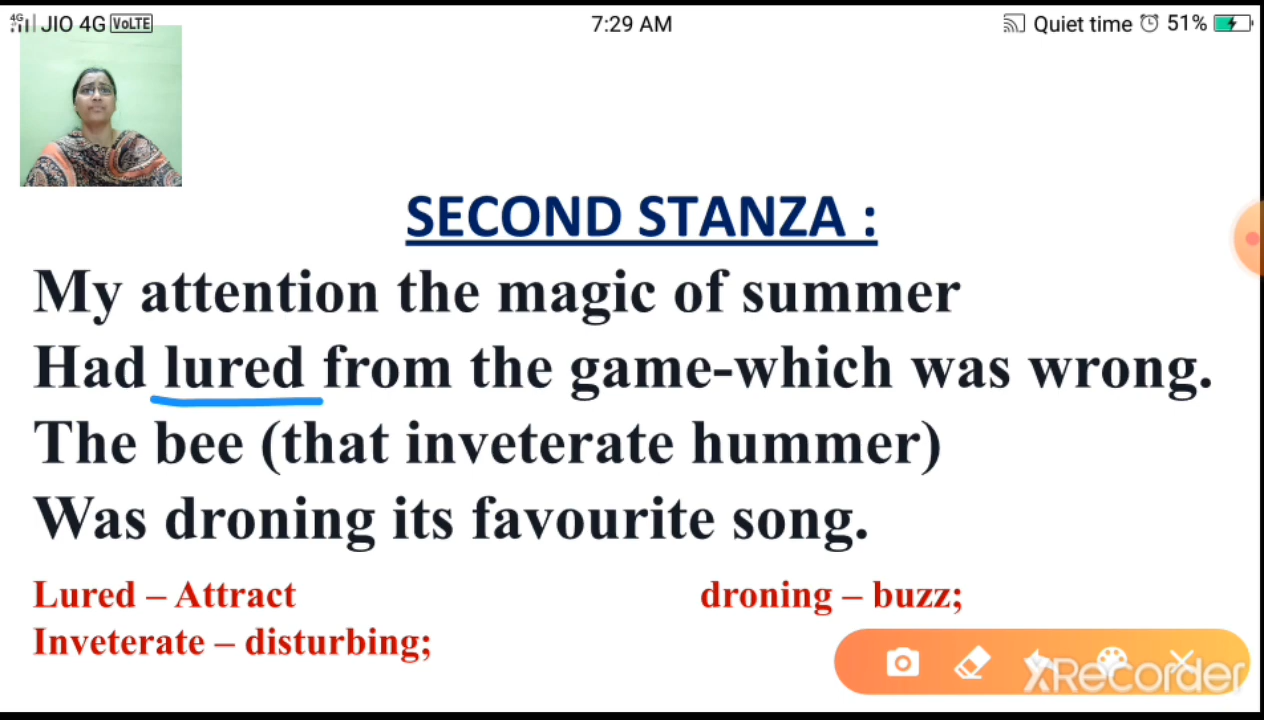 4G JIO 4G VoLTE 7:29 AM Quiet time 51%
SECOND STANZA :
My attention the magic of summer
Had lured from the game-which was wrong.
The bee (that inveterate hummer)
Was droning its favourite song.
Lured – Attract droning – buzz;
Inveterate – disturbing;
XRecorder